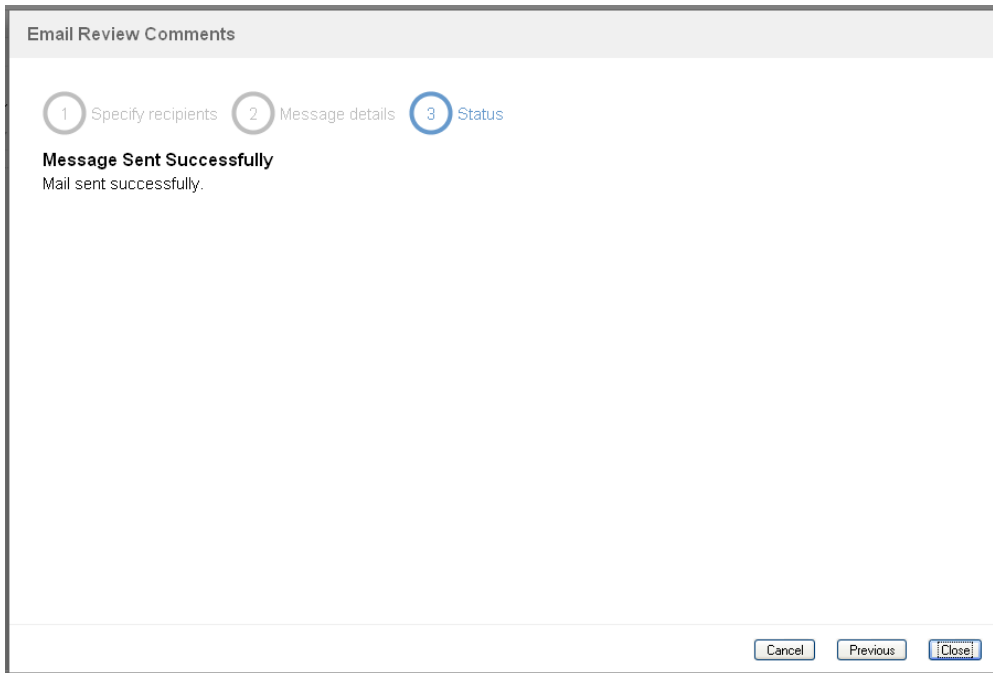 Email Review Comments
1 Specify recipients 2 Message details 3 Status
Message Sent Successfully
Mail sent successfully.
Cancel Previous Close